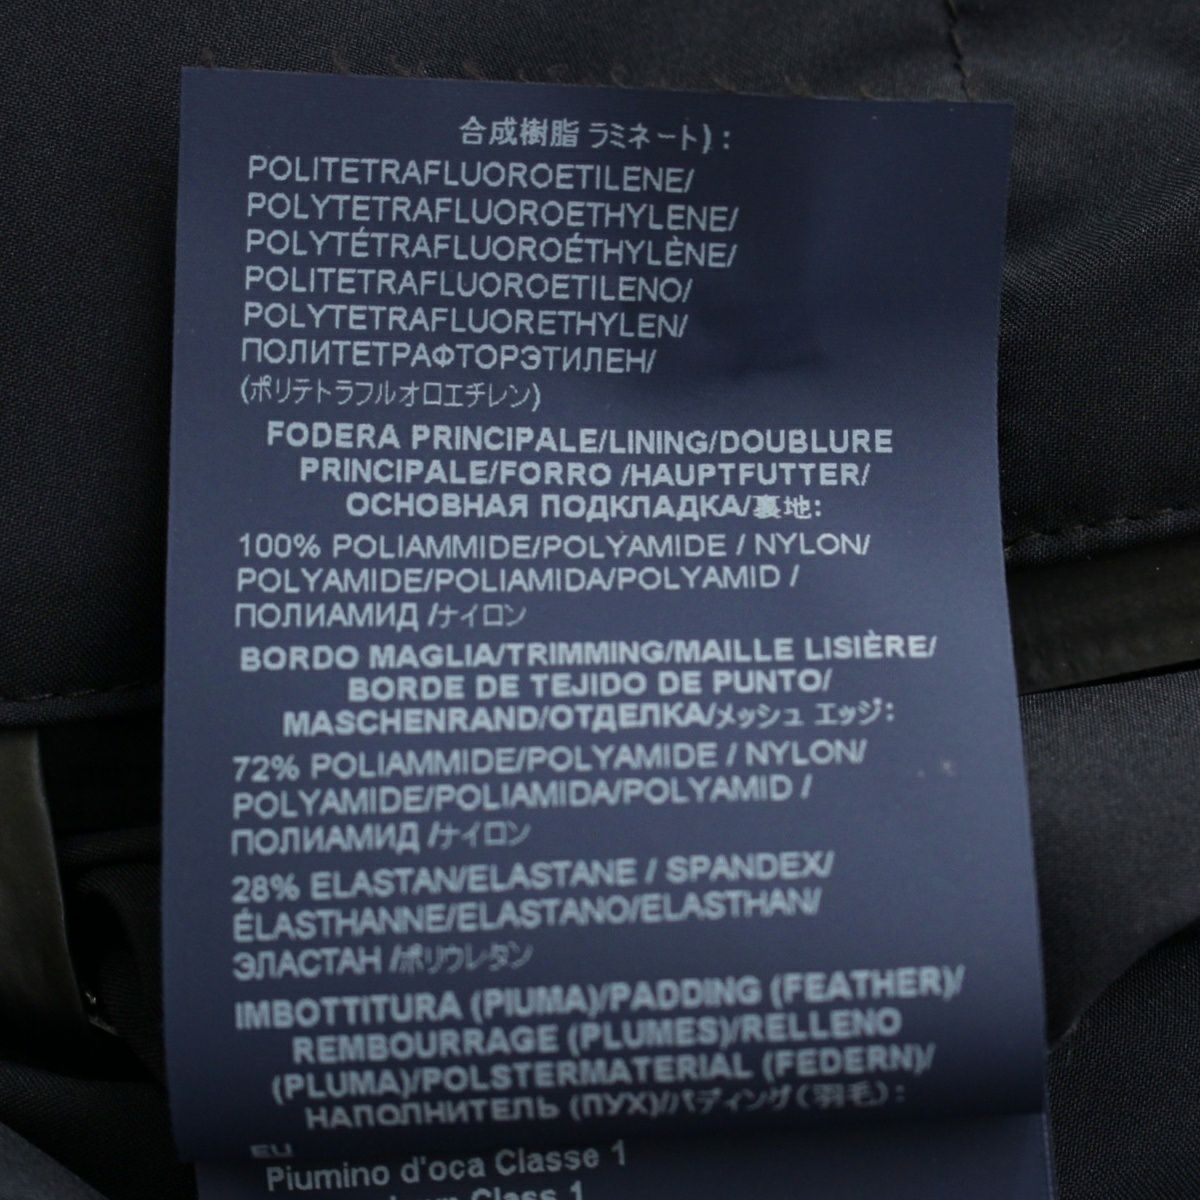 合成樹脂 ラミネート) :
POLITETRAFLUOROETILENE/
POLYTETRAFLUOROETHYLENE/
POLYTÉTRAFLUOROÉTHYLÈNE/
POLITETRAFLUOROETILENO/
POLYTETRAFLUORETHYLEN/
ПОЛИТЕТРАФТОРЭТИЛЕН/
(ポリテトラフルオロエチレン)
FODERA PRINCIPALE/LINING/DOUBLURE
PRINCIPALE/FORRO /HAUPTFUTTER/
ОСНОВНАЯ ПОДКЛАДКА/裏地:
100% POLIAMMIDE/POLYAMIDE / NYLON/
POLYAMIDE/POLIAMIDA/POLYAMID /
ПОЛИАМИД /ナイロン
BORDO MAGLIA/TRIMMING/MAILLE LISIÈRE/
BORDE DE TEJIDO DE PUNTO/
MASCHENRAND/ОТДЕЛКА/メッシュ エッジ:
72% POLIAMMIDE/POLYAMIDE / NYLON/
POLYAMIDE/POLIAMIDA/POLYAMID /
ПОЛИАМИД /ナイロン
28% ELASTAN/ELASTANE / SPANDEX/
ÉLASTHANNE/ELASTANO/ELASTHAN/
ЭЛАСТАН /ポリウレタン
IMBOTTITURA (PIUMA)/PADDING (FEATHER)/
REMBOURRAGE (PLUMES)/RELLENO
(PLUMA)/POLSTERMATERIAL (FEDERN)/
НАПОЛНИТЕЛЬ (ПУХ)/パディング(羽毛) :
EU
Piumino d'oca Classe 1
Class 1